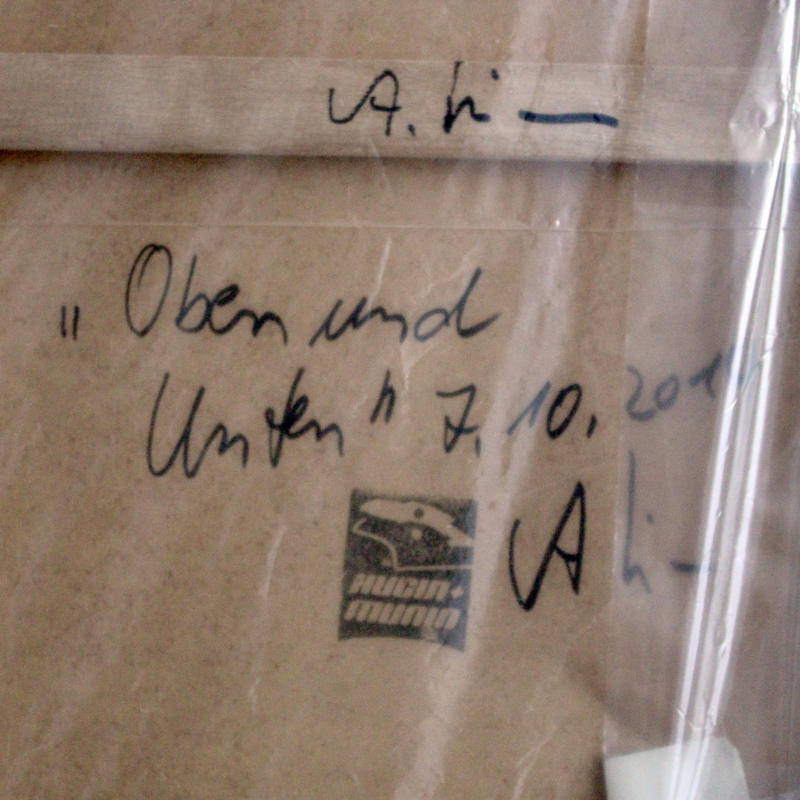 A.
"Oben und
Unten" 7.10.
A
HUGIN+
MUNIN